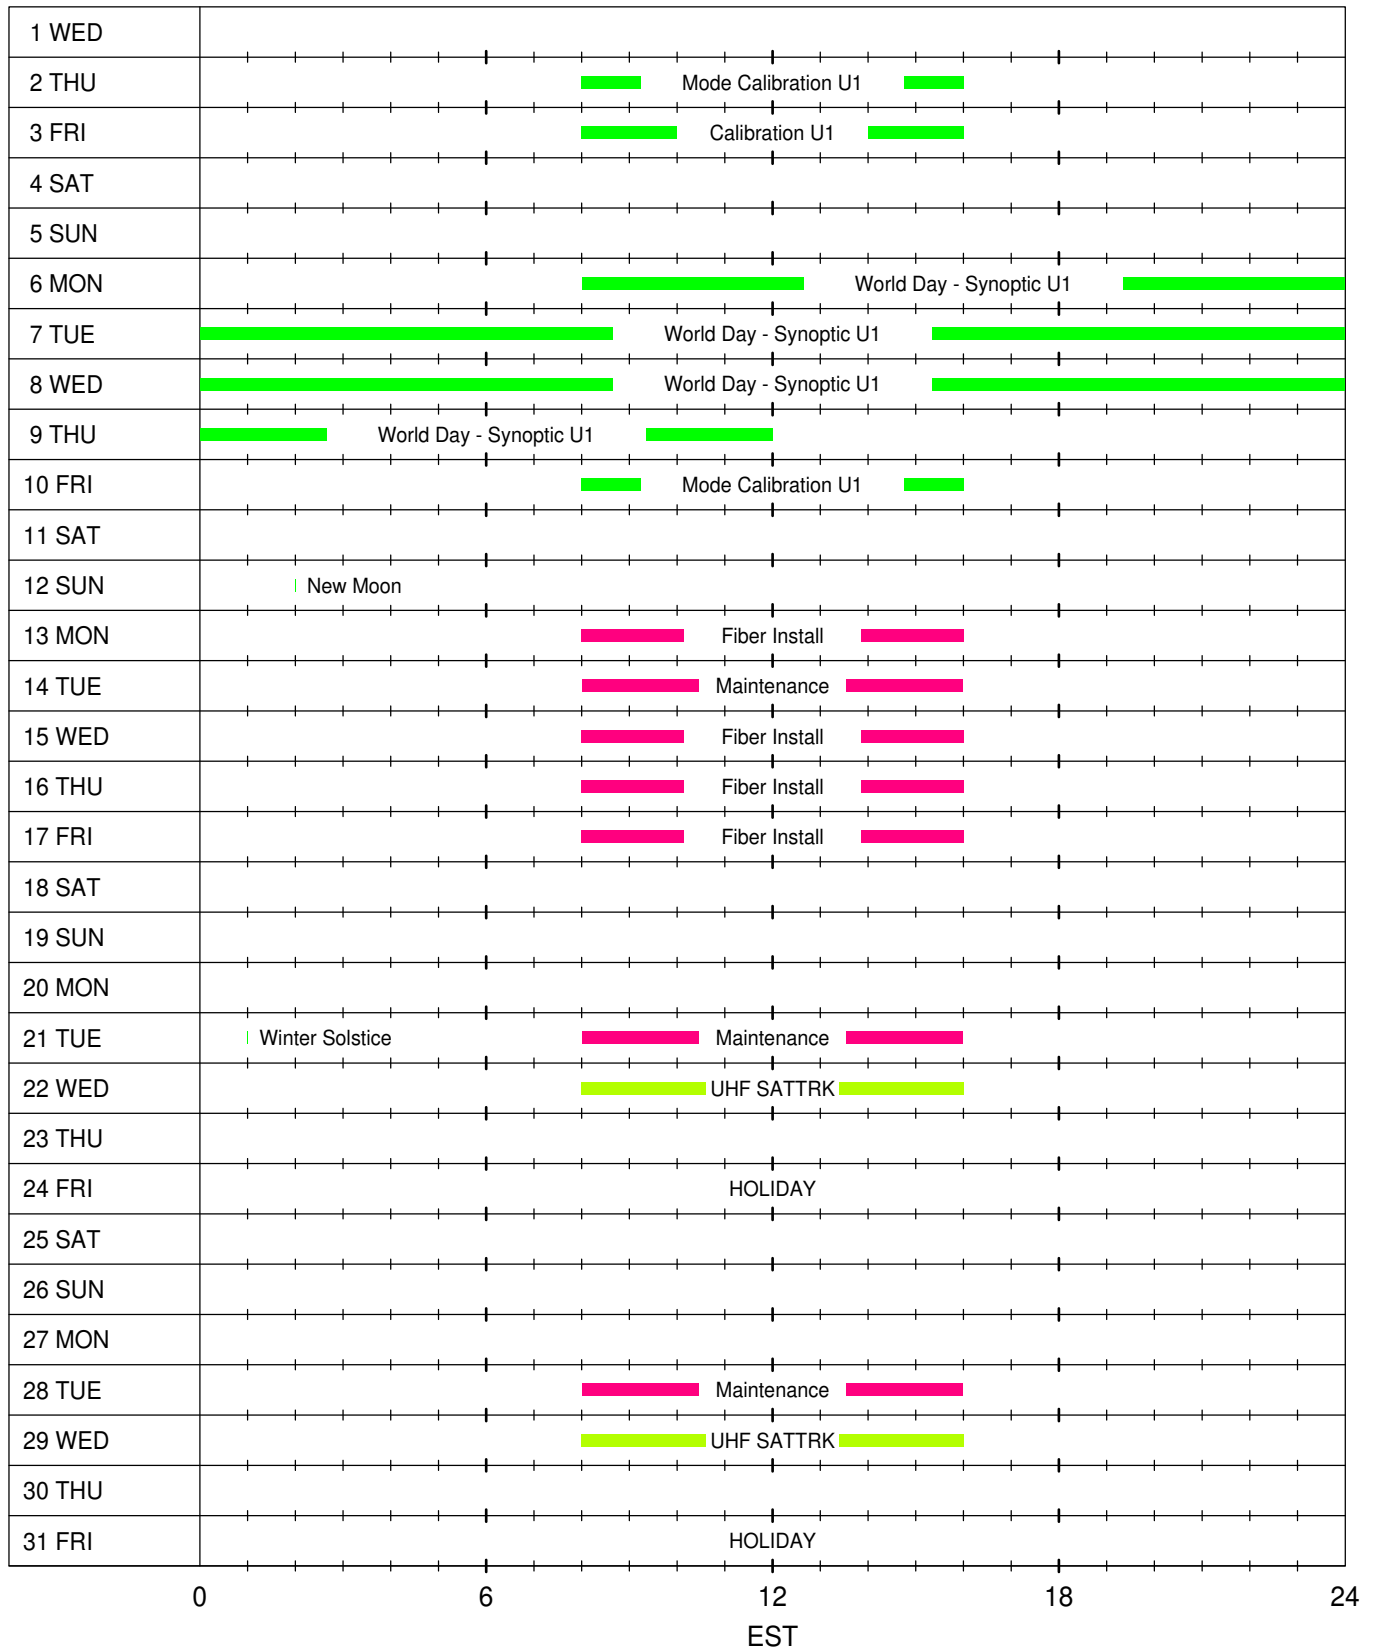 1 WED
2 THU Mode Calibration U1
3 FRI Calibration U1
4 SAT
5 SUN
6 MON World Day - Synoptic U1
7 TUE World Day - Synoptic U1
8 WED World Day - Synoptic U1
9 THU World Day - Synoptic U1
10 FRI Mode Calibration U1
11 SAT
12 SUN New Moon
13 MON Fiber Install
14 TUE Maintenance
15 WED Fiber Install
16 THU Fiber Install
17 FRI Fiber Install
18 SAT
19 SUN
20 MON
21 TUE Winter Solstice Maintenance
22 WED UHF SATTRK
23 THU
24 FRI HOLIDAY
25 SAT
26 SUN
27 MON
28 TUE Maintenance
29 WED UHF SATTRK
30 THU
31 FRI HOLIDAY
0 6 12 18 24
EST